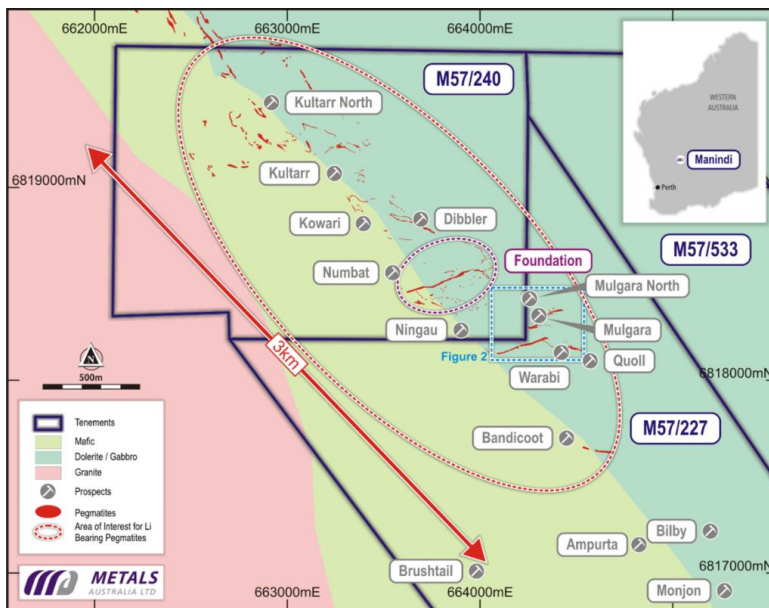 662000mE
663000mE
664000mE
M57/240
Kultarr North
WESTERN
AUSTRALIA
Manindi
Perth
6819000mN
Kultarr
Kowari
Dibbler
M57/533
Numbat
Foundation
Mulgara North
Ningau
Mulgara
3km
Figure 2
Quoll
Warabi
N
500m
6818000mN
M57/227
Tenements
Mafic
Dolerite / Gabbro
Granite
Prospects
Pegmatites
Area of Interest for Li
Bearing Pegmatites
Bandicoot
Bilby
Ampurta
6817000mN
METALS
AUSTRALIA LTD
Brushtail
Monjon
663000mE
664000mE